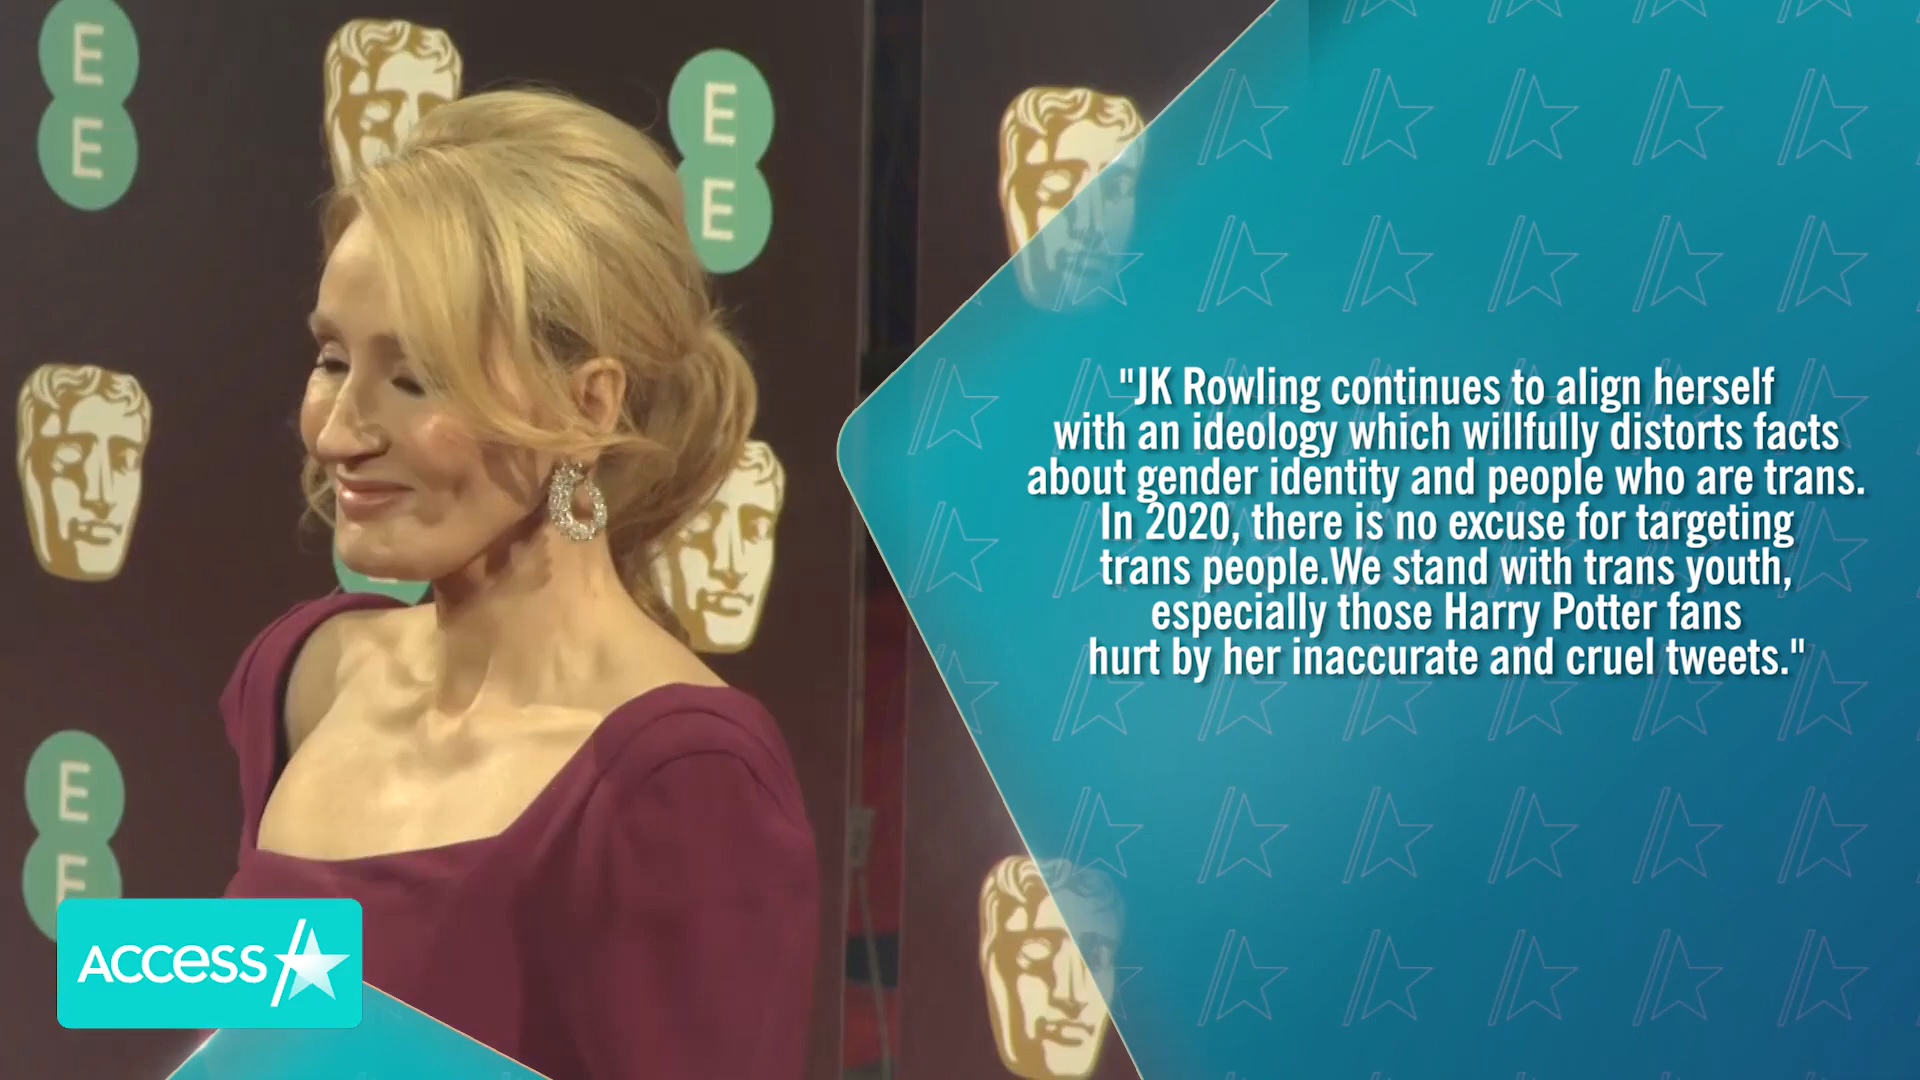 E
E
E
E
"JK Rowling continues to align herself
with an ideology which willfully distorts facts
about gender identity and people who are trans.
In 2020, there is no excuse for targeting
trans people.We stand with trans youth,
especially those Harry Potter fans
hurt by her inaccurate and cruel tweets."
E
E
ACCESS